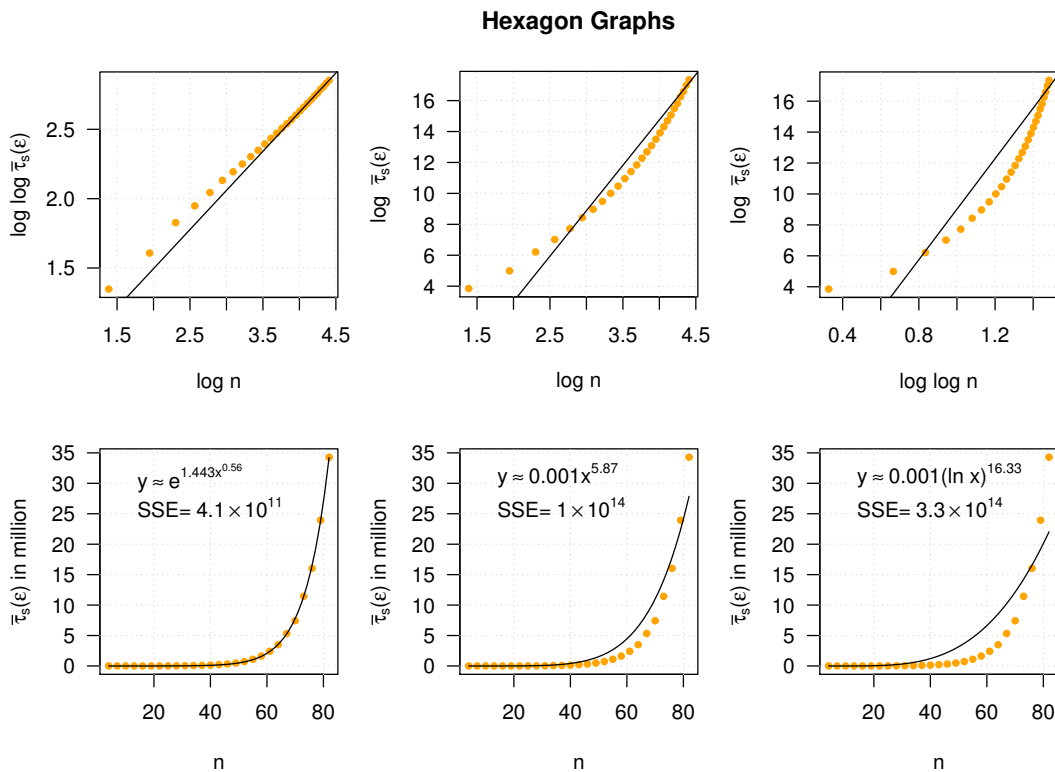 Hexagon Graphs
log log τ̅ₛ(ε)
2.5
2.0
1.5
1.5 2.5 3.5 4.5
log n
log τ̅ₛ(ε)
16
14
12
10
8
6
4
1.5 2.5 3.5 4.5
log n
log τ̅ₛ(ε)
16
14
12
10
8
6
4
0.4 0.8 1.2
log log n
τ̅ₛ(ε) in million
35
30
25
20
15
10
5
0
y ≈ e^{1.443x^{0.56}}
SSE= 4.1 × 10^{11}
20 40 60 80
n
τ̅ₛ(ε) in million
35
30
25
20
15
10
5
0
y ≈ 0.001x^{5.87}
SSE= 1 × 10^{14}
20 40 60 80
n
τ̅ₛ(ε) in million
35
30
25
20
15
10
5
0
y ≈ 0.001(ln x)^{16.33}
SSE= 3.3 × 10^{14}
20 40 60 80
n